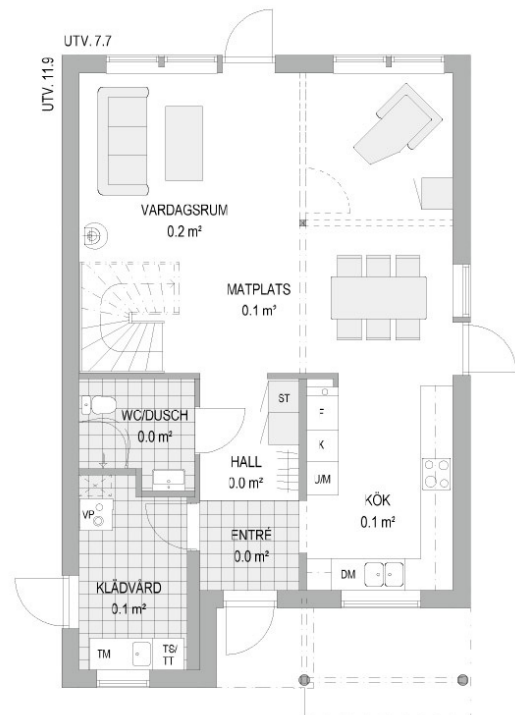 UTV. 7.7
UTV. 11.9
VARDAGSRUM
0.2 m²
MATPLATS
0.1 m²
WC/DUSCH
0.0 m²
ST
F
K
U/M
HALL
0.0 m²
KÖK
0.1 m²
VP
ENTRÉ
0.0 m²
DM
KLÄDVÅRD
0.1 m²
TM
TS/
TT